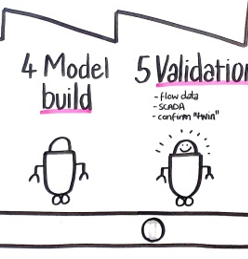 4 Model
build
5 Validation
- flow data
- SCADA
- confirm "twin"